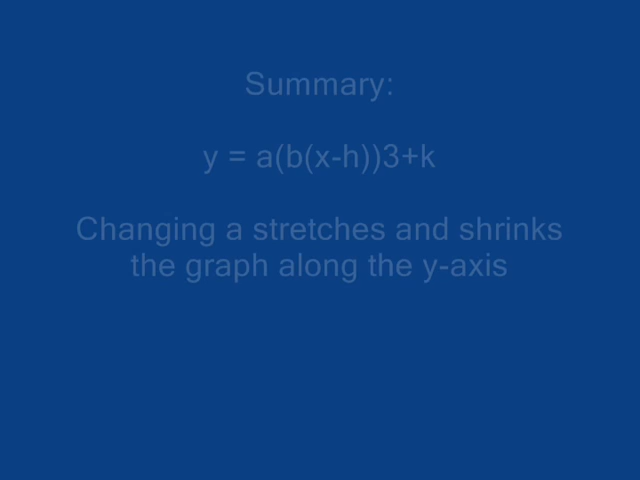 Summary:
y = a(b(x-h))3+k
Changing a stretches and shrinks
the graph along the y-axis